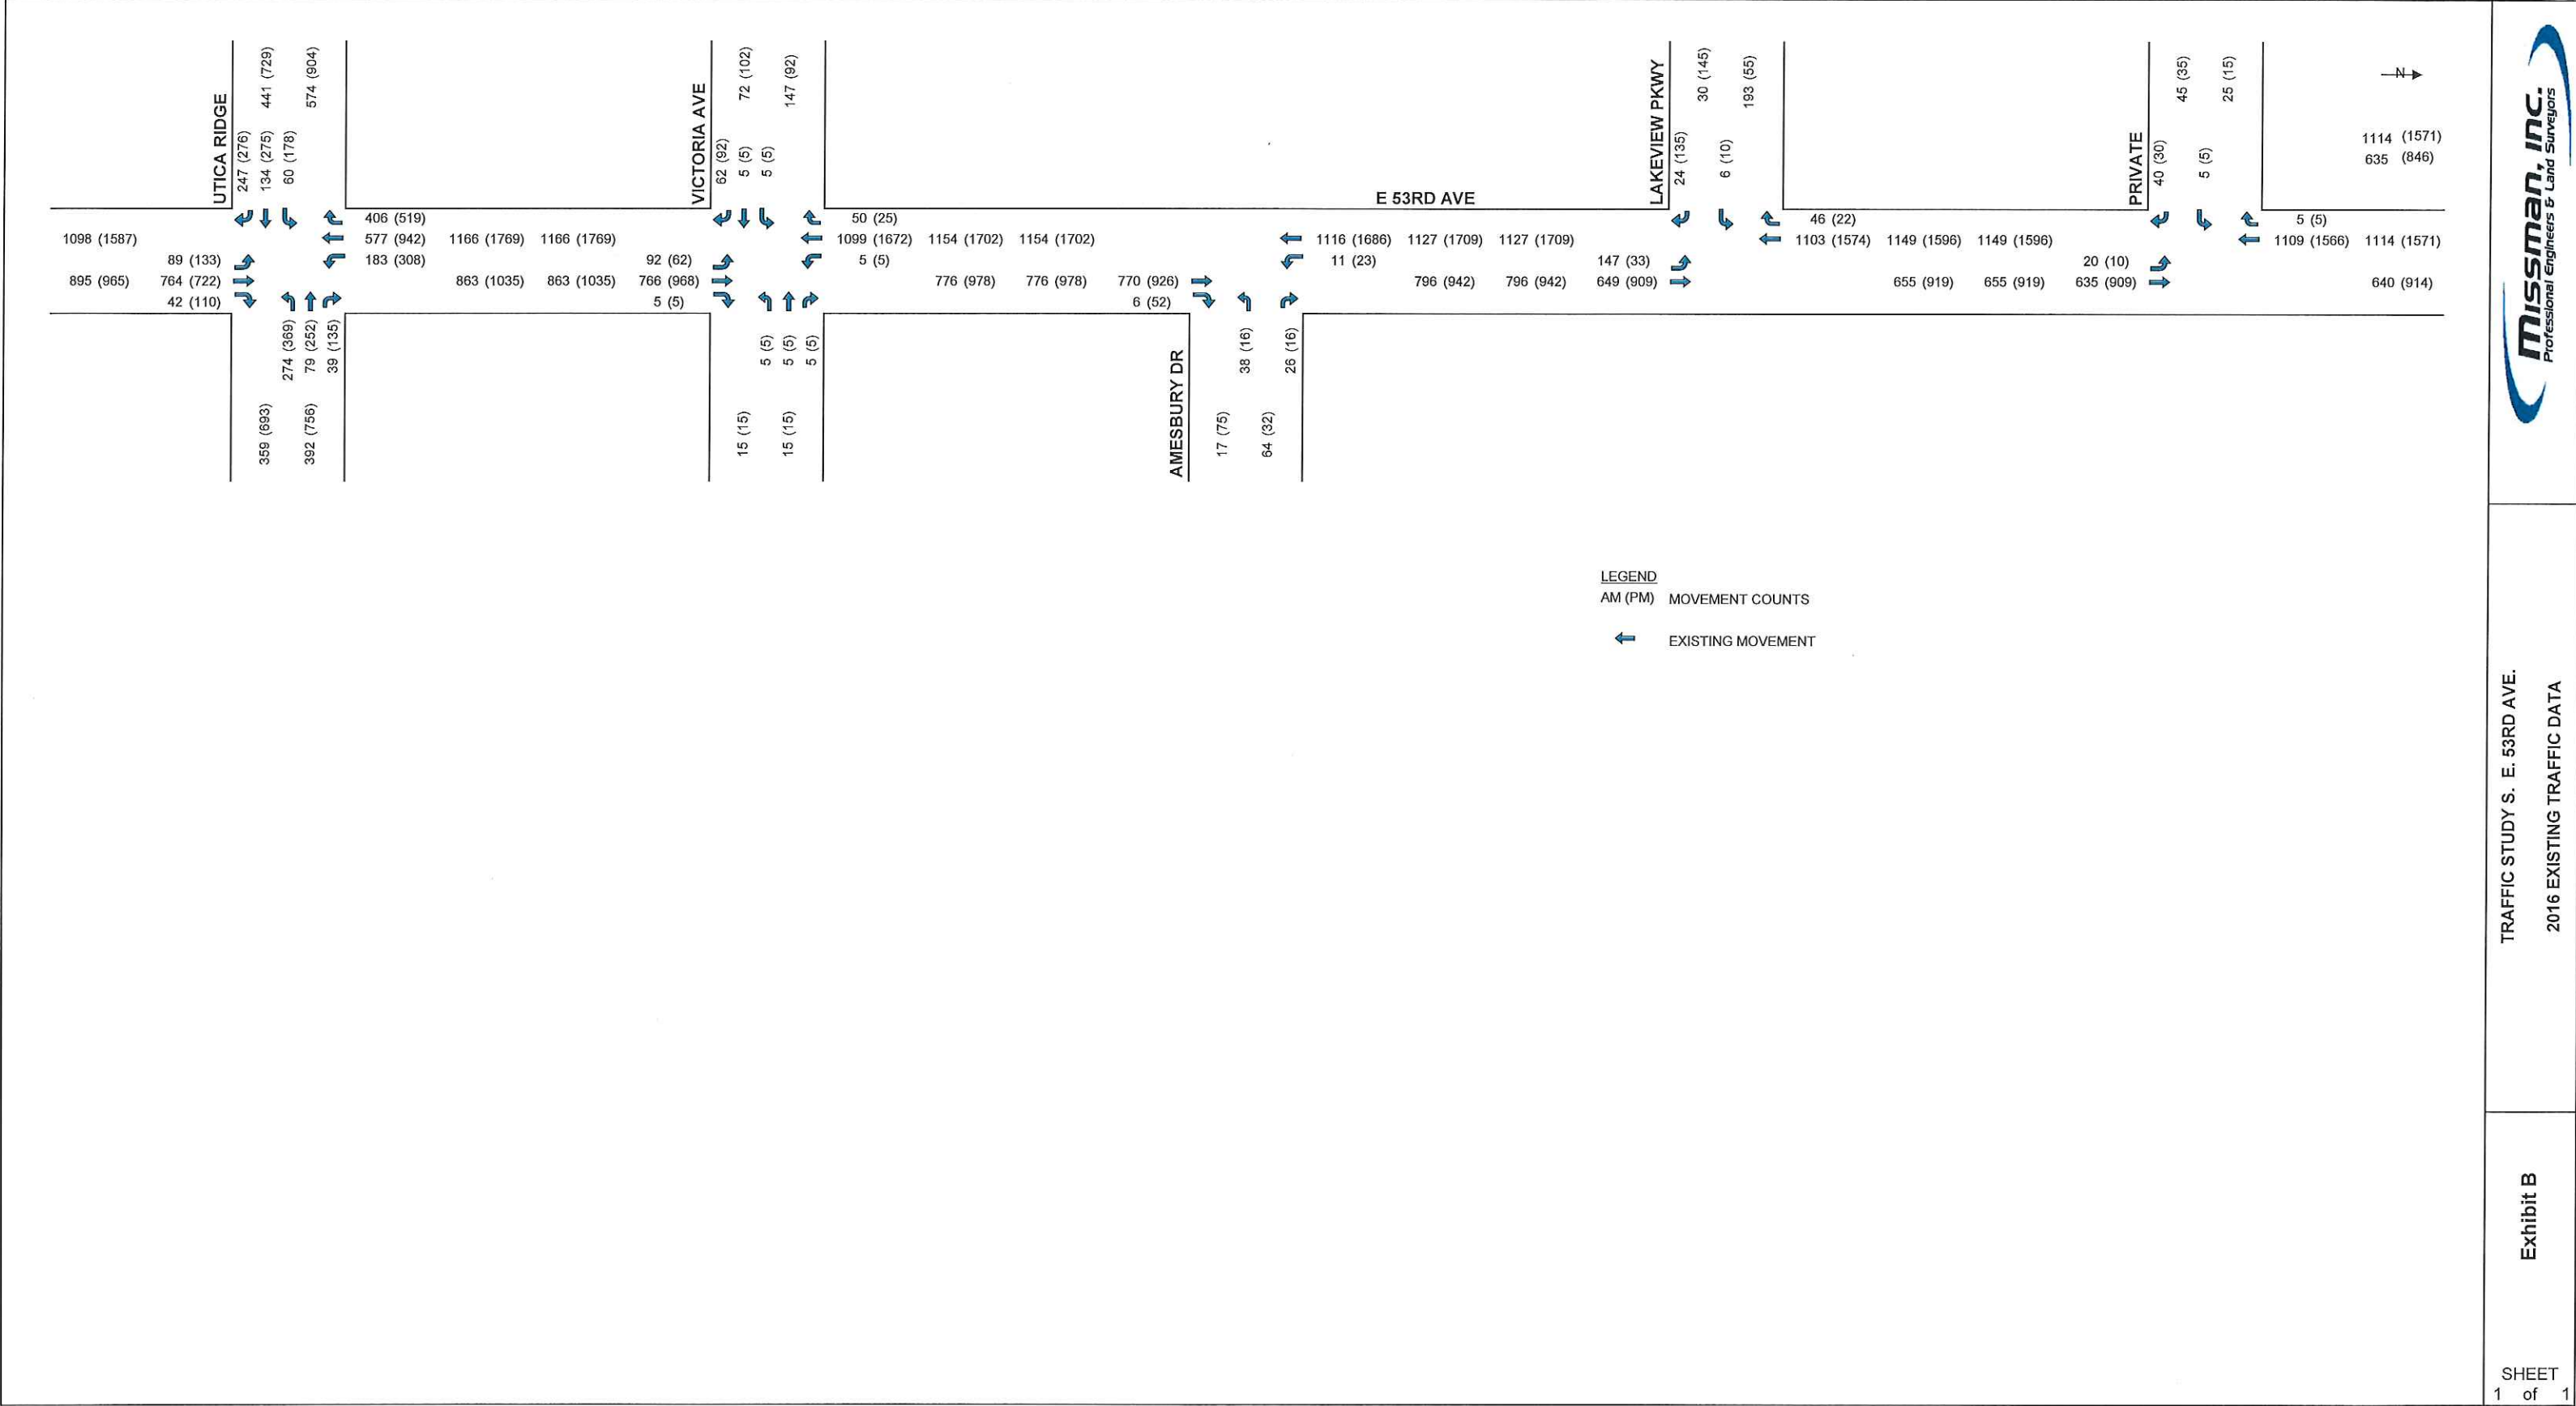 UTICA RIDGE
441 (729)
574 (904)
247 (276)
134 (275)
60 (178)
VICTORIA AVE
72 (102)
147 (92)
62 (92)
5 (5)
5 (5)
LAKEVIEW PKWY
30 (145)
193 (55)
24 (135)
6 (10)
PRIVATE
45 (35)
25 (15)
40 (30)
5 (5)
N
1114 (1571)
635 (846)
E 53RD AVE
406 (519)
50 (25)
46 (22)
5 (5)
1098 (1587)
577 (942) 1166 (1769) 1166 (1769)
1099 (1672) 1154 (1702) 1154 (1702)
1116 (1686) 1127 (1709) 1127 (1709)
1103 (1574) 1149 (1596) 1149 (1596)
1109 (1566) 1114 (1571)
89 (133)
183 (308)
92 (62)
5 (5)
11 (23)
147 (33)
20 (10)
895 (965) 764 (722)
863 (1035) 863 (1035) 766 (968)
776 (978) 776 (978) 770 (926)
796 (942) 796 (942) 649 (909)
655 (919) 655 (919) 635 (909)
640 (914)
42 (110)
5 (5)
6 (52)
274 (369)
79 (252)
39 (135)
359 (693)
392 (756)
5 (5)
5 (5)
5 (5)
15 (15)
15 (15)
AMESBURY DR
38 (16)
26 (16)
17 (75)
64 (32)
LEGEND
AM (PM) MOVEMENT COUNTS
EXISTING MOVEMENT
Missman, Inc.
Professional Engineers & Land Surveyors
TRAFFIC STUDY S. E. 53RD AVE.
2016 EXISTING TRAFFIC DATA
Exhibit B
SHEET
1 of 1